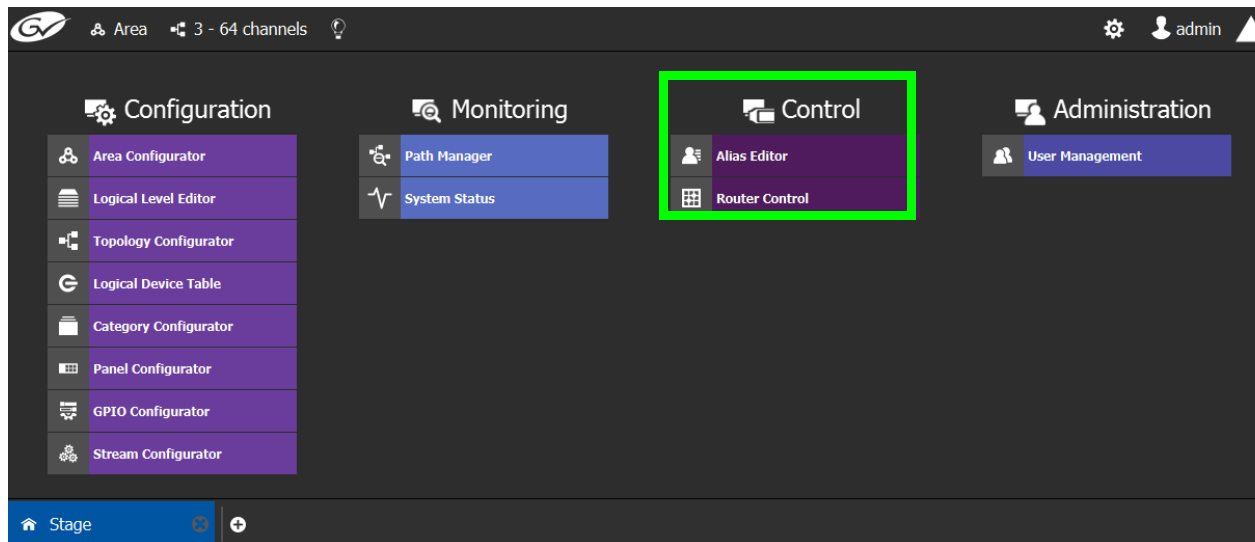 GV Area 3 - 64 channels admin
Configuration
Area Configurator
Logical Level Editor
Topology Configurator
Logical Device Table
Category Configurator
Panel Configurator
GPIO Configurator
Stream Configurator
Monitoring
Path Manager
System Status
Control
Alias Editor
Router Control
Administration
User Management
Stage